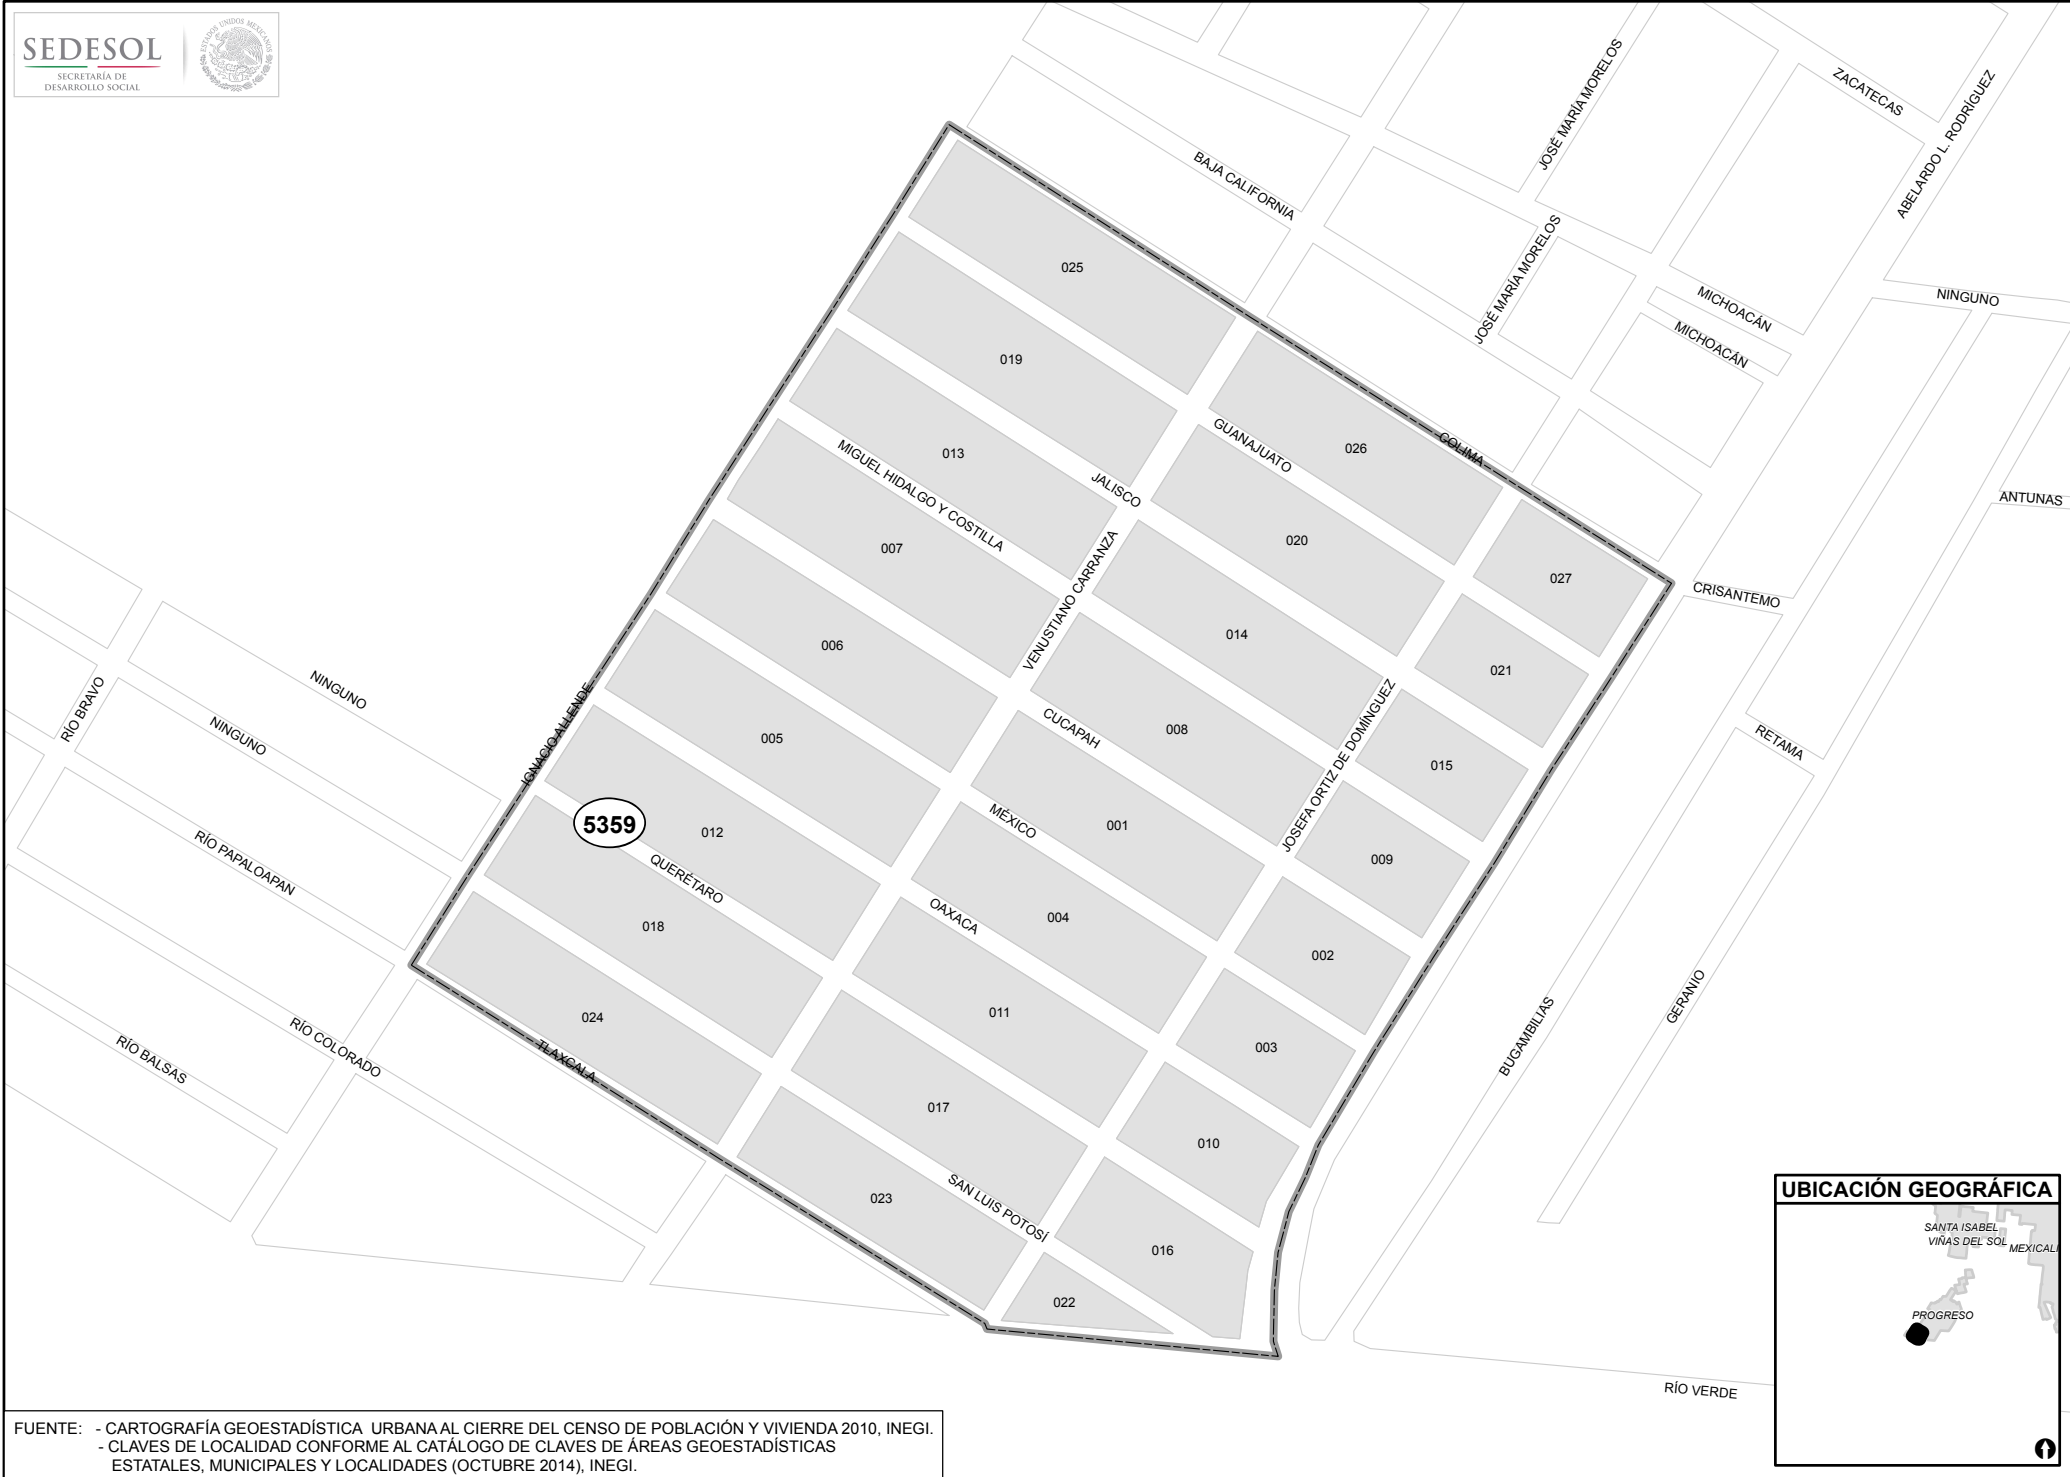 SEDESOL
SECRETARÍA DE
DESARROLLO SOCIAL
ESTADOS UNIDOS MEXICANOS
ZACATECAS
JOSÉ MARÍA MORELOS
ABELARDO L. RODRÍGUEZ
BAJA CALIFORNIA
JOSÉ MARÍA MORELOS
MICHOACÁN
NINGUNO
MICHOACÁN
025
019
GUANAJUATO
026
COLIMA
013
MIGUEL HIDALGO Y COSTILLA
JALISCO
ANTUNAS
007
020
027
CRISANTEMO
VENUSTIANO CARRANZA
014
006
021
NINGUNO
RÍO BRAVO
NINGUNO
IGNACIO ALLENDE
005
CUCAPAH
008
JOSEFA ORTIZ DE DOMÍNGUEZ
015
RETAMA
5359
012
MÉXICO
001
009
RÍO PAPALOAPAN
QUERÉTARO
018
OAXACA
004
002
GERANIO
024
011
003
BUGAMBILIAS
RÍO COLORADO
RÍO BALSAS
TLAXCALA
017
010
023
SAN LUIS POTOSÍ
016
022
RÍO VERDE
UBICACIÓN GEOGRÁFICA
SANTA ISABEL
VIÑAS DEL SOL
MEXICALI
PROGRESO
FUENTE: - CARTOGRAFÍA GEOESTADÍSTICA URBANA AL CIERRE DEL CENSO DE POBLACIÓN Y VIVIENDA 2010, INEGI.
- CLAVES DE LOCALIDAD CONFORME AL CATÁLOGO DE CLAVES DE ÁREAS GEOESTADÍSTICAS
ESTATALES, MUNICIPALES Y LOCALIDADES (OCTUBRE 2014), INEGI.